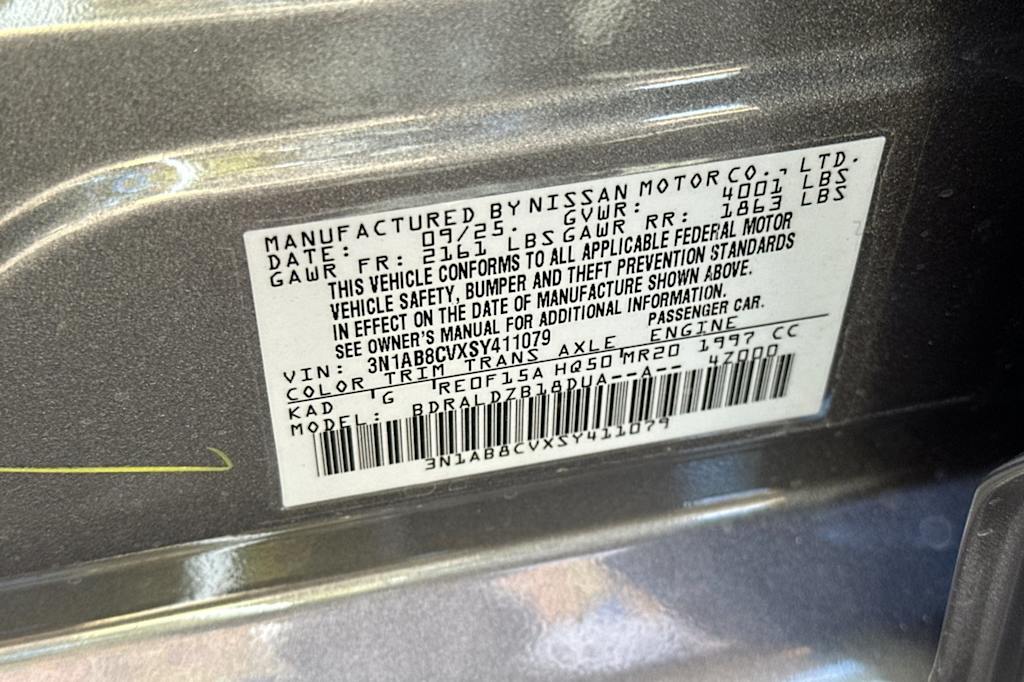 MANUFACTURED BY NISSAN MOTOR CO., LTD.
DATE: 09/25. GVWR: 4001 LBS
GAWR FR: 2161 LBS GAWR RR: 1863 LBS
THIS VEHICLE CONFORMS TO ALL APPLICABLE FEDERAL MOTOR
VEHICLE SAFETY, BUMPER AND THEFT PREVENTION STANDARDS
IN EFFECT ON THE DATE OF MANUFACTURE SHOWN ABOVE.
SEE OWNER'S MANUAL FOR ADDITIONAL INFORMATION.
VIN: 3N1AB8CVXSY411079 PASSENGER CAR.
COLOR TRIM TRANS AXLE ENGINE
KAD G RE0F15A HQ50 MR20 1997 CC
MODEL: BDRALDZB18DUA--A-- 4Z000
3N1AB8CVXSY411079